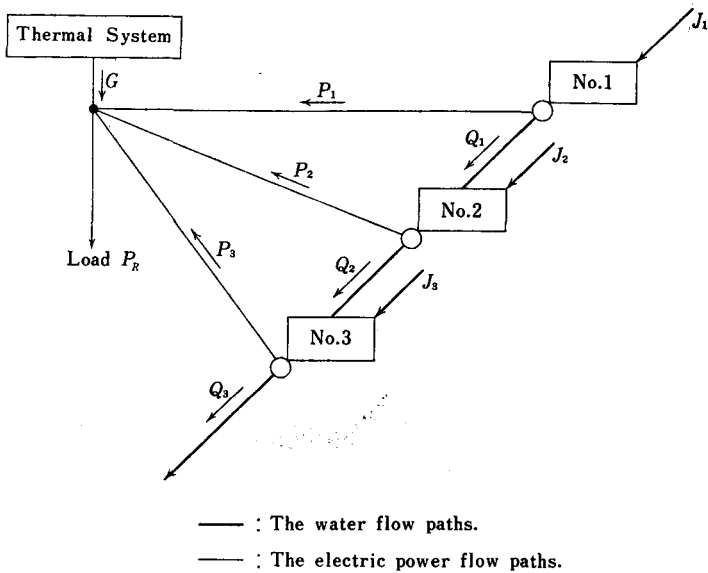 Thermal System
J₁
No.1
G
P₁
Q₁
J₂
P₂
No.2
Q₂
Load P_R
P₃
J₃
No.3
Q₃
: The water flow paths.
: The electric power flow paths.